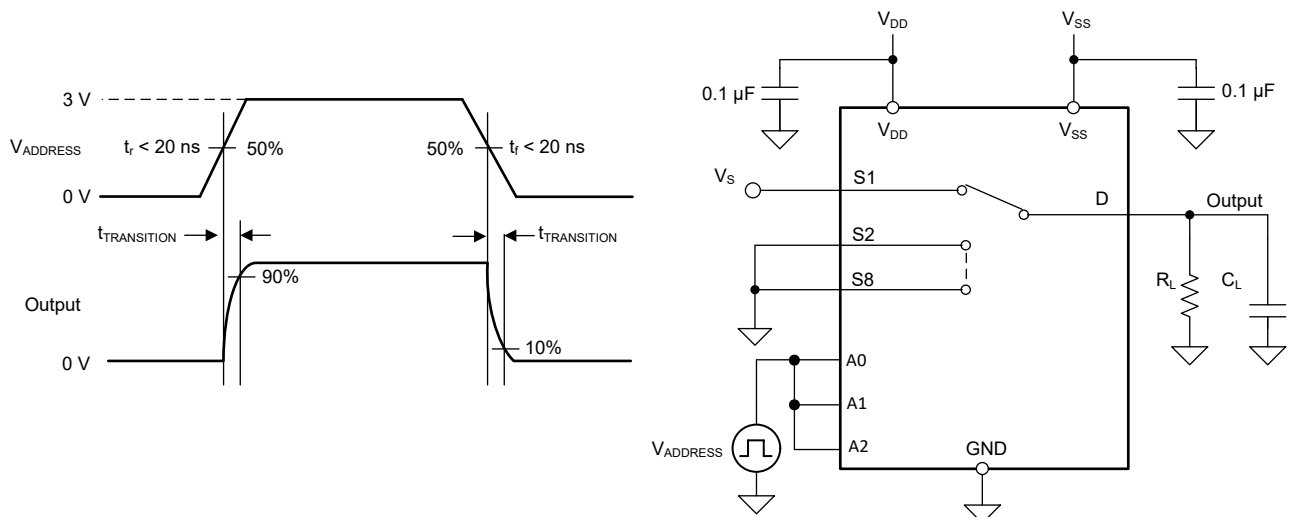 3 V
V_ADDRESS
t_r < 20 ns
50%
50%
t_f < 20 ns
0 V
t_TRANSITION
t_TRANSITION
90%
Output
10%
0 V
V_DD
V_SS
0.1 µF
0.1 µF
V_DD
V_SS
V_S
S1
D
Output
S2
S8
R_L
C_L
A0
A1
A2
V_ADDRESS
GND